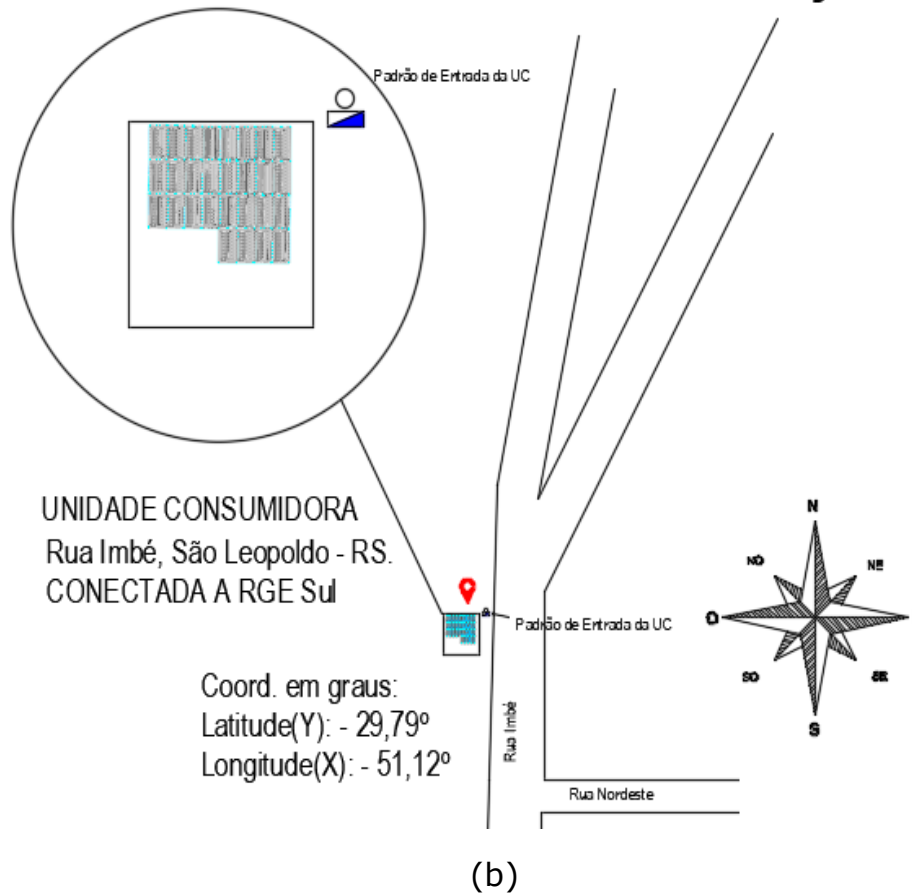 Padrão de Entrada da UC
UNIDADE CONSUMIDORA
Rua Imbé, São Leopoldo - RS.
CONECTADA A RGE Sul
Padrão de Entrada da UC
Coord. em graus:
Latitude(Y): - 29,79º
Longitude(X): - 51,12º
Rua Imbé
Rua Nordeste
N
NO
NE
O
SO
SE
S
(b)